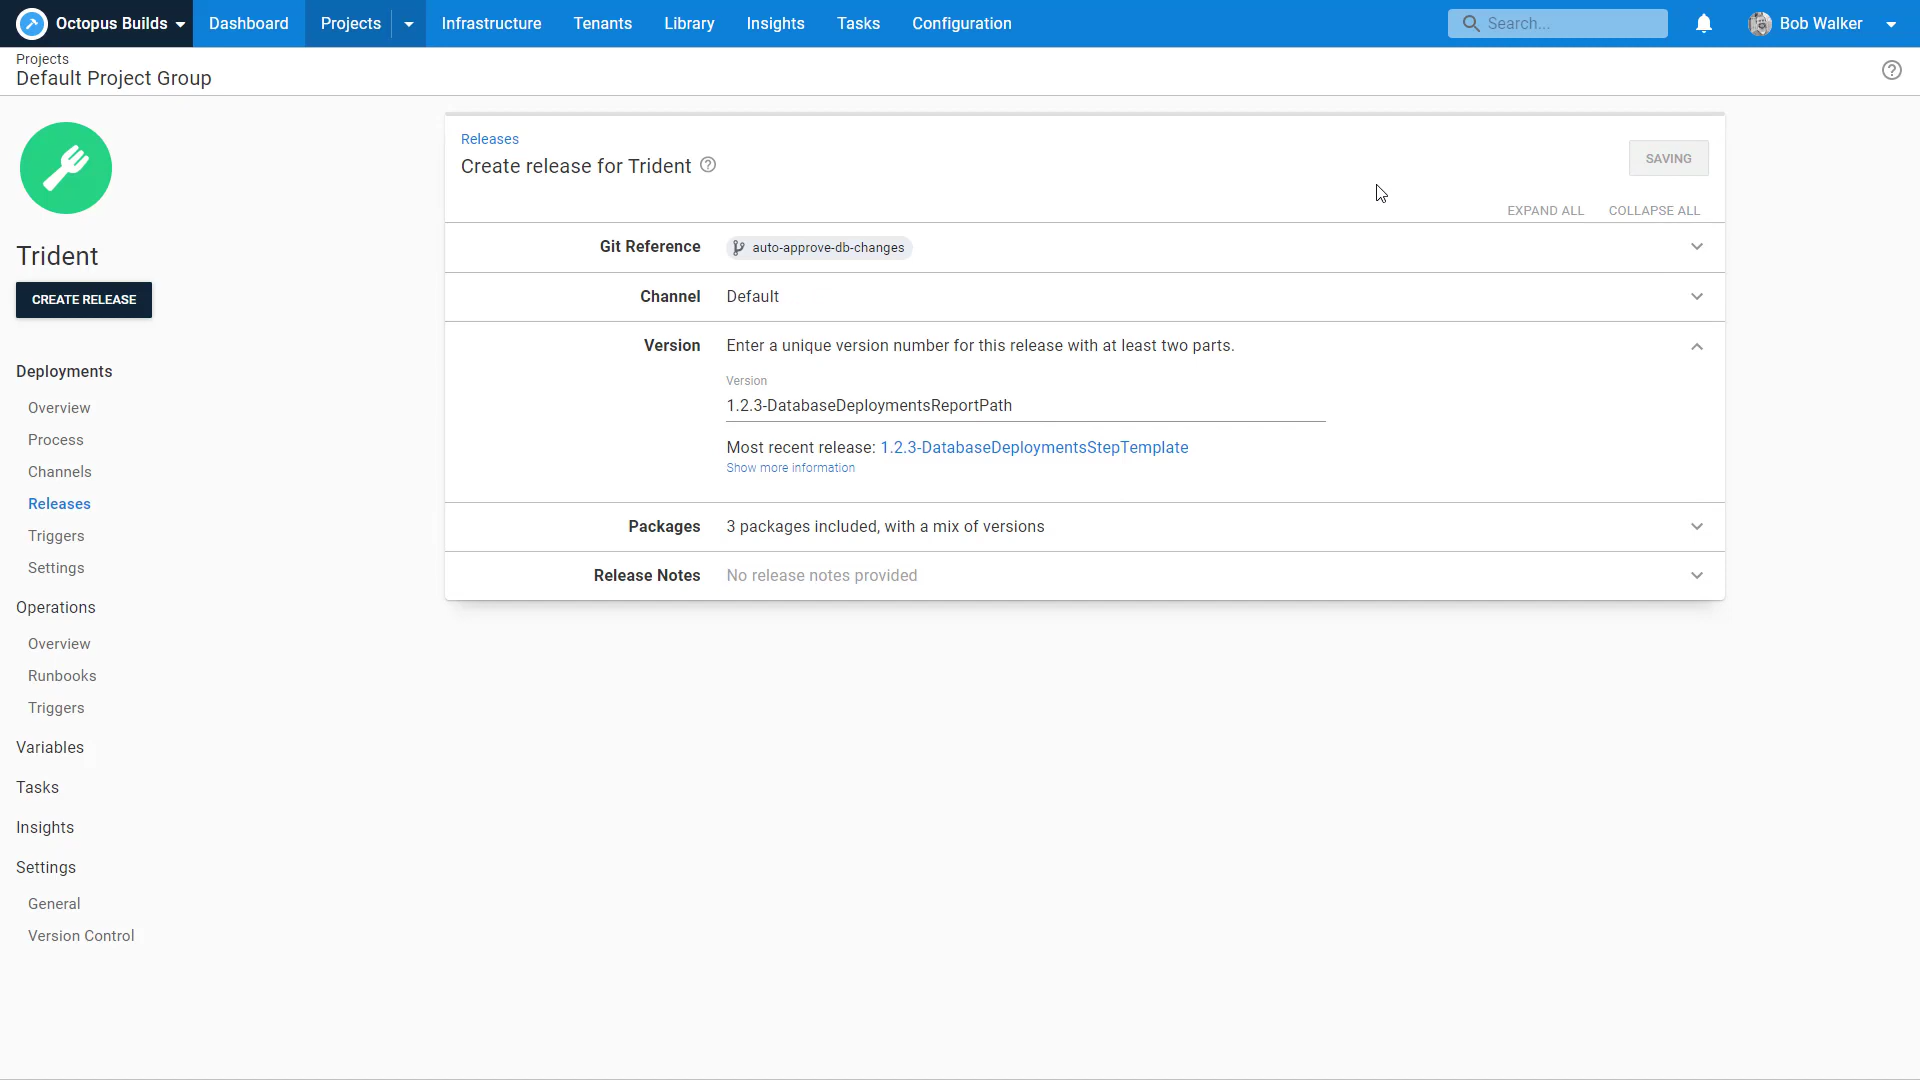 Octopus Builds
Dashboard
Projects
Infrastructure
Tenants
Library
Insights
Tasks
Configuration
Search...
Bob Walker
Projects
Default Project Group
Trident
CREATE RELEASE
Deployments
Overview
Process
Channels
Releases
Triggers
Settings
Operations
Overview
Runbooks
Triggers
Variables
Tasks
Insights
Settings
General
Version Control
Releases
Create release for Trident
SAVING
EXPAND ALL
COLLAPSE ALL
Git Reference
auto-approve-db-changes
Channel
Default
Version
Enter a unique version number for this release with at least two parts.
Version
1.2.3-DatabaseDeploymentsReportPath
Most recent release: 1.2.3-DatabaseDeploymentsStepTemplate
Show more information
Packages
3 packages included, with a mix of versions
Release Notes
No release notes provided